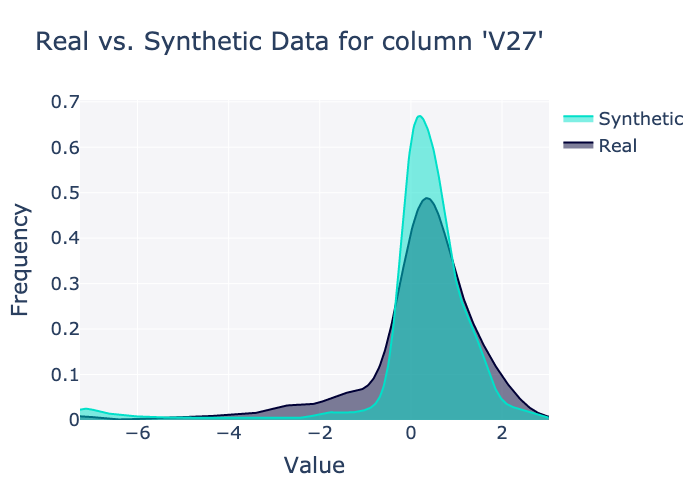 Real vs. Synthetic Data for column 'V27'
Synthetic
Real
Frequency
0.7
0.6
0.5
0.4
0.3
0.2
0.1
0
−6
−4
−2
0
2
Value